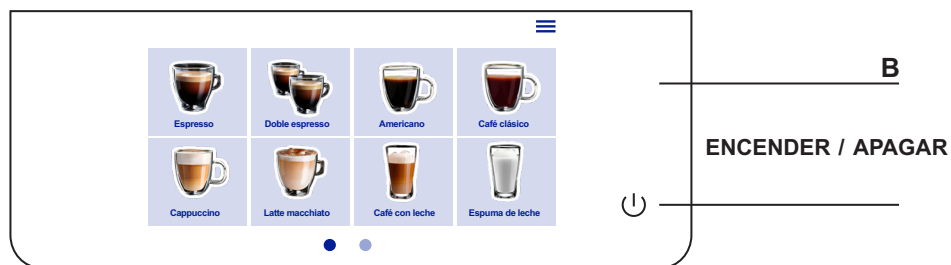 Espresso
Doble espresso
Americano
Café clásico
B
ENCENDER / APAGAR
Cappuccino
Latte macchiato
Café con leche
Espuma de leche